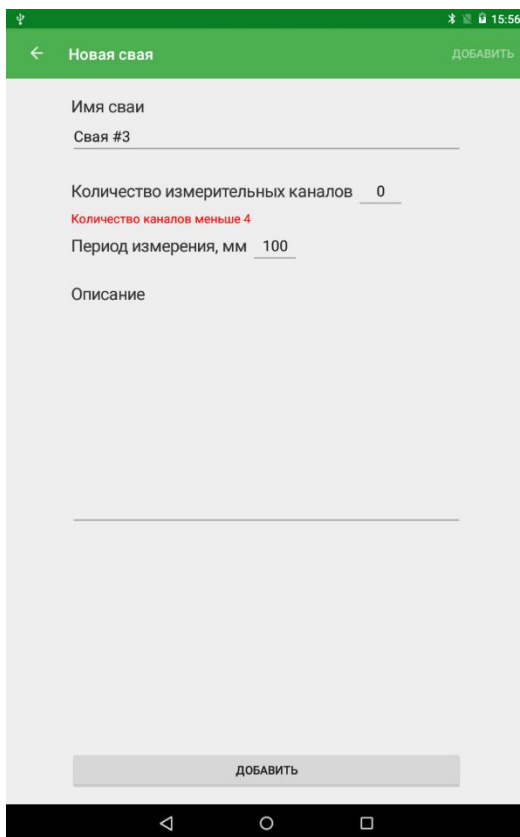 15:56
Новая свая
ДОБАВИТЬ
Имя сваи
Свая #3
Количество измерительных каналов 0
Количество каналов меньше 4
Период измерения, мм 100
Описание
ДОБАВИТЬ